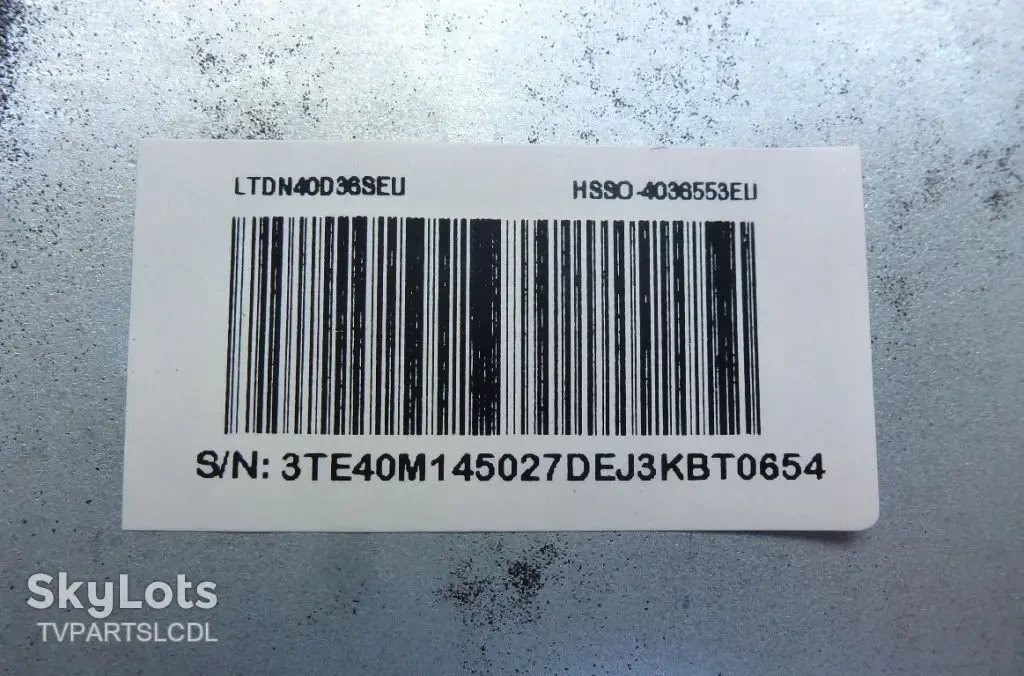 LTDN40D36SEU HSSO-4036553EU
S/N: 3TE40M145027DEJ3KBT0654
SkyLots
TVPARTSLCDL